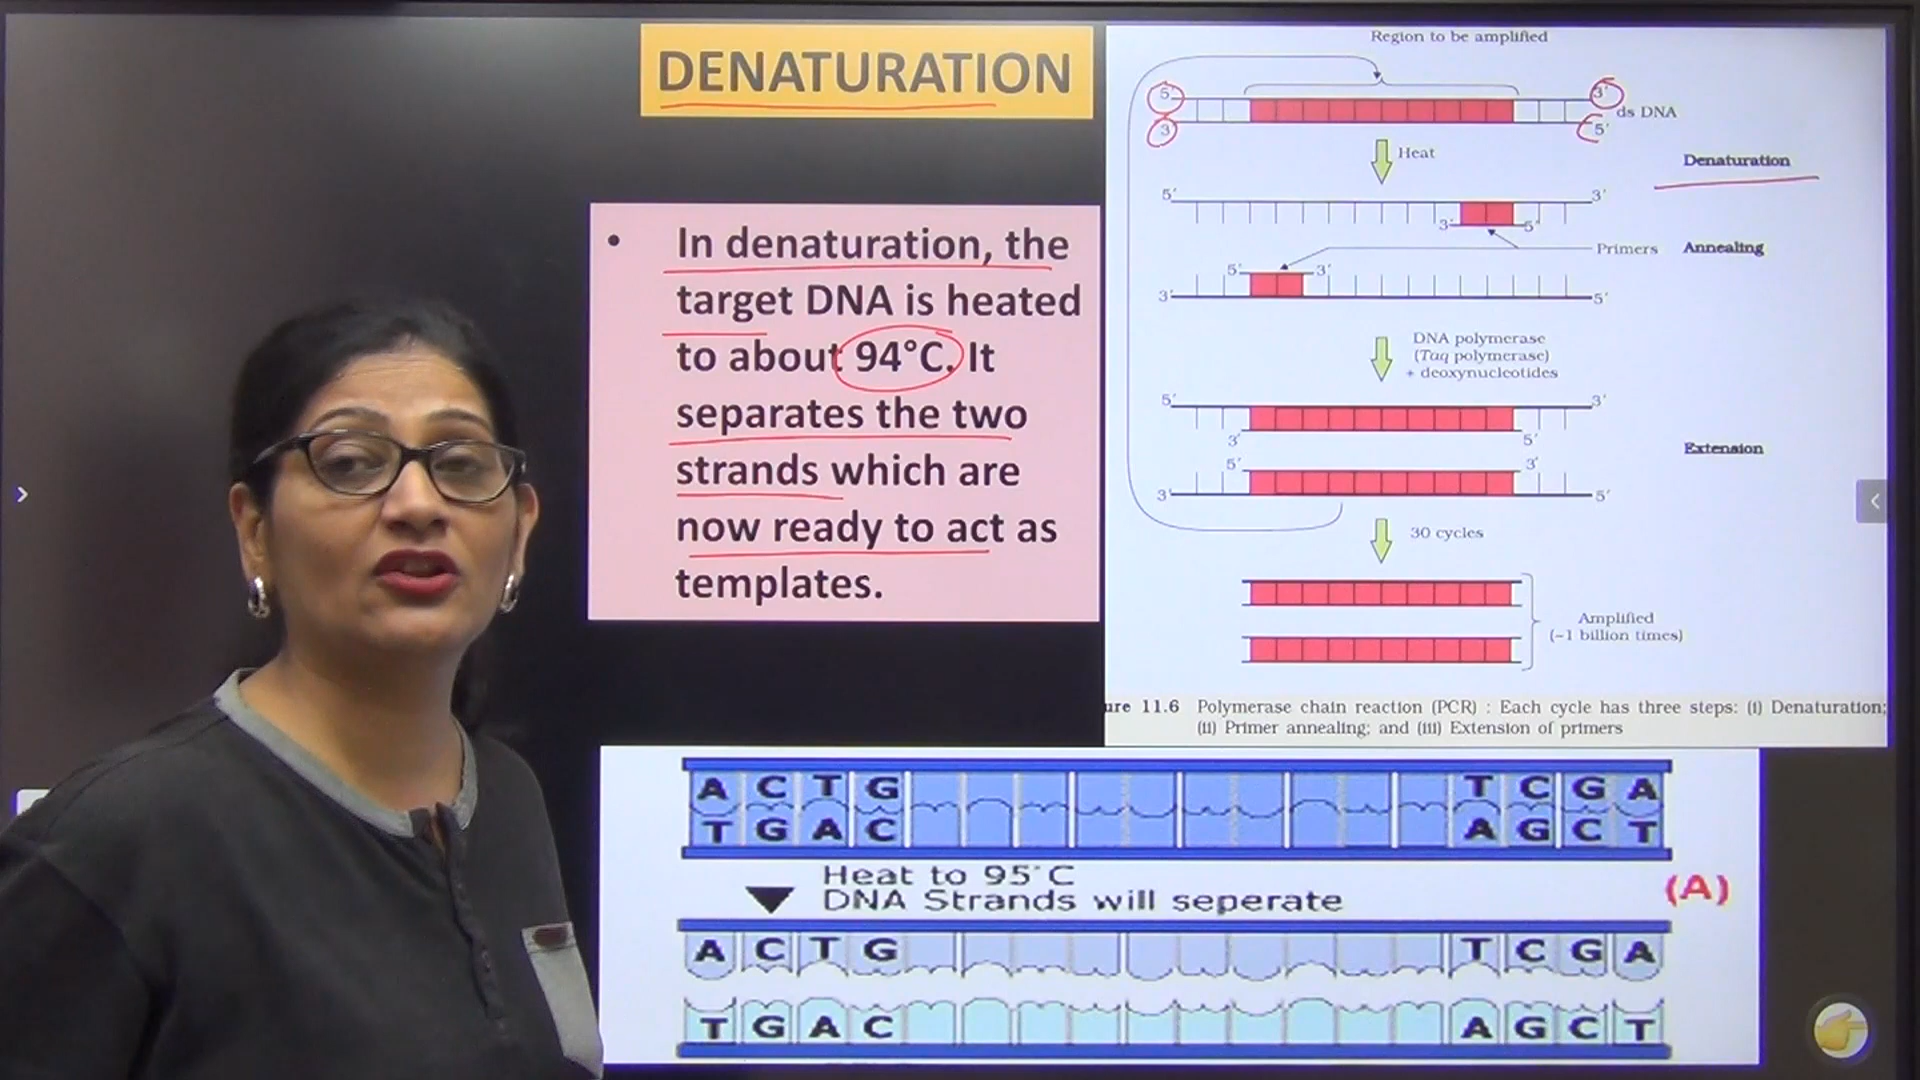 DENATURATION
• In denaturation, the
target DNA is heated
to about 94°C. It
separates the two
strands which are
now ready to act as
templates.
Region to be amplified
5′ 3′
ds DNA
3 5′
Heat
Denaturation
5′ 3′
3′ 5′
Primers Annealing
5′ 3′
3′ 5′
DNA polymerase
(Taq polymerase)
+ deoxynucleotides
5′ 3′
3′ 5′
Extension
5′ 3′
3′ 5′
30 cycles
Amplified
(~1 billion times)
ure 11.6 Polymerase chain reaction (PCR) : Each cycle has three steps: (i) Denaturation;
(ii) Primer annealing; and (iii) Extension of primers
A C T G T C G A
T G A C A G C T
Heat to 95°C
DNA Strands will seperate
(A)
A C T G T C G A
T G A C A G C T